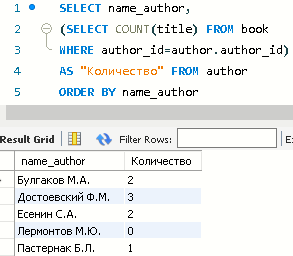 1 SELECT name_author,
2 (SELECT COUNT(title) FROM book
3 WHERE author_id=author.author_id)
4 AS "Количество" FROM author
5 ORDER BY name_author
Result Grid Filter Rows:
name_author Количество
Булгаков М.А. 2
Достоевский Ф.М. 3
Есенин С.А. 2
Лермонтов М.Ю. 0
Пастернак Б.Л. 1